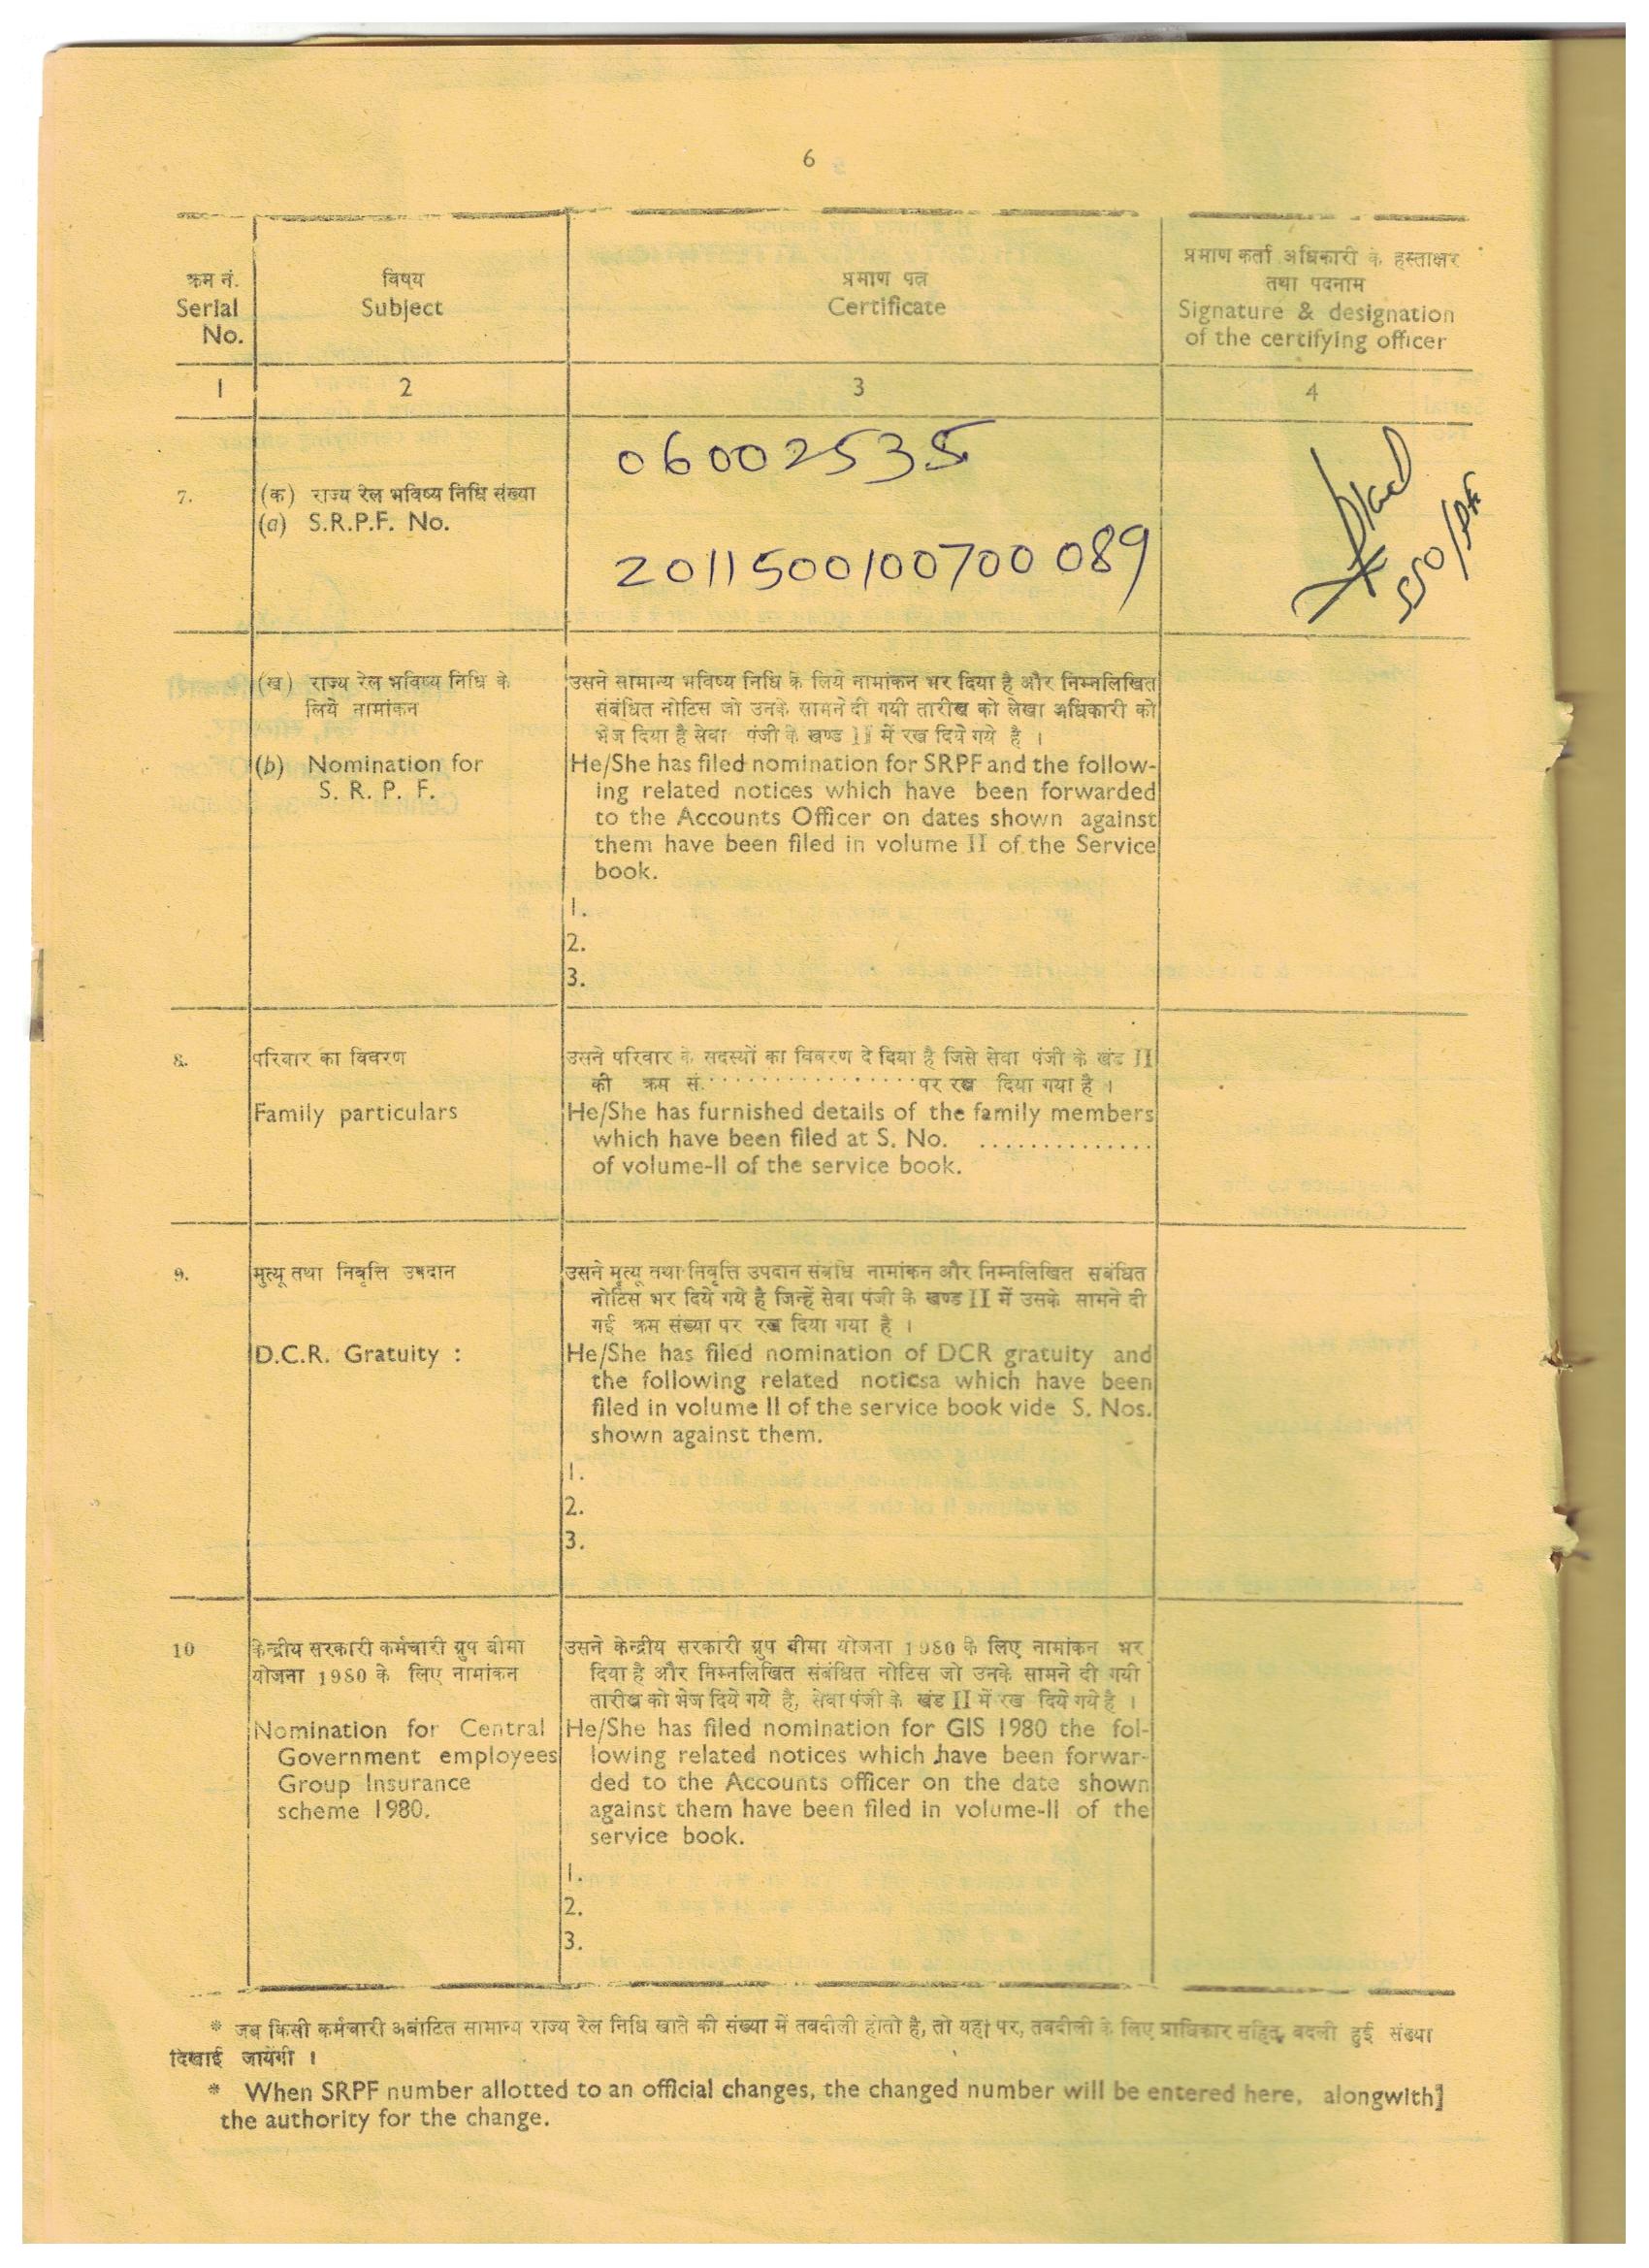 6
क्रम नं.
Serial
No.
विषय
Subject
प्रमाण पत्र
Certificate
प्रमाण कर्ता अधिकारी के हस्ताक्षर
तथा पदनाम
Signature & designation
of the certifying officer
1 2 3 4
06002535
7. (क) राज्य रेल भविष्य निधि संख्या
(a) S.R.P.F. No.
2011500100700089
(ख) राज्य रेल भविष्य निधि के
लिये नामांकन
(b) Nomination for
S. R. P. F.
उसने सामान्य भविष्य निधि के लिये नामांकन भर दिया है और निम्नलिखित
संबंधित नोटिस जो उनके सामने दी गयी तारीख को लेखा अधिकारी को
भेज दिया है सेवा पंजी के खण्ड II में रख दिये गये है ।
He/She has filed nomination for SRPF and the follow-
ing related notices which have been forwarded
to the Accounts Officer on dates shown against
them have been filed in volume II of the Service
book.
1.
2.
3.
8. परिवार का विवरण
Family particulars
उसने परिवार के सदस्यों का विवरण दे दिया है जिसे सेवा पंजी के खंड II
की क्रम सं. ................ पर रख दिया गया है ।
He/She has furnished details of the family members
which have been filed at S. No. ..............
of volume-II of the service book.
9. मुत्यू तथा निवृत्ति उपदान
D.C.R. Gratuity :
उसने मृत्यू तथा निवृत्ति उपदान संबधि नामांकन और निम्नलिखित सबंधित
नोटिस भर दिये गये है जिन्हें सेवा पंजी के खण्ड II में उसके सामने दी
गई क्रम संख्या पर रख दिया गया है ।
He/She has filed nomination of DCR gratuity and
the following related noticsa which have been
filed in volume II of the service book vide S. Nos.
shown against them.
1.
2.
3.
10 केन्द्रीय सरकारी कर्मचारी ग्रुप बीमा
योजना 1980 के लिए नामांकन
Nomination for Central
Government employees
Group Insurance
scheme 1980.
उसने केन्द्रीय सरकारी ग्रुप बीमा योजना 1980 के लिए नामांकन भर
दिया है और निम्नलिखित संबंधित नोटिस जो उनके सामने दी गयी
तारीख को भेज दिये गये है, सेवा पंजी के खंड II में रख दिये गये है ।
He/She has filed nomination for GIS 1980 the fol-
lowing related notices which have been forwar-
ded to the Accounts officer on the date shown
against them have been filed in volume-II of the
service book.
1.
2.
3.
* जब किसी कर्मचारी अबांटित सामान्य राज्य रेल निधि खाते की संख्या में तबदीली होतो है, तो यहां पर, तबदीली के लिए प्राधिकार सहित, बदली हुई संख्या
दिखाई जायेगी ।
* When SRPF number allotted to an official changes, the changed number will be entered here, alongwith]
the authority for the change.